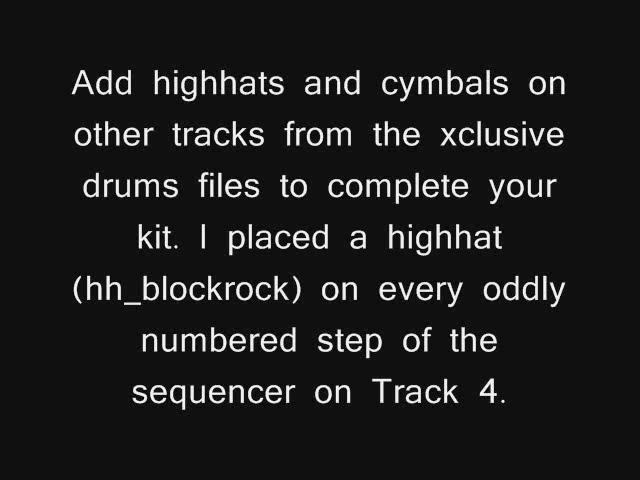 Add highhats and cymbals on
other tracks from the xclusive
drums files to complete your
kit. I placed a highhat
(hh_blockrock) on every oddly
numbered step of the
sequencer on Track 4.